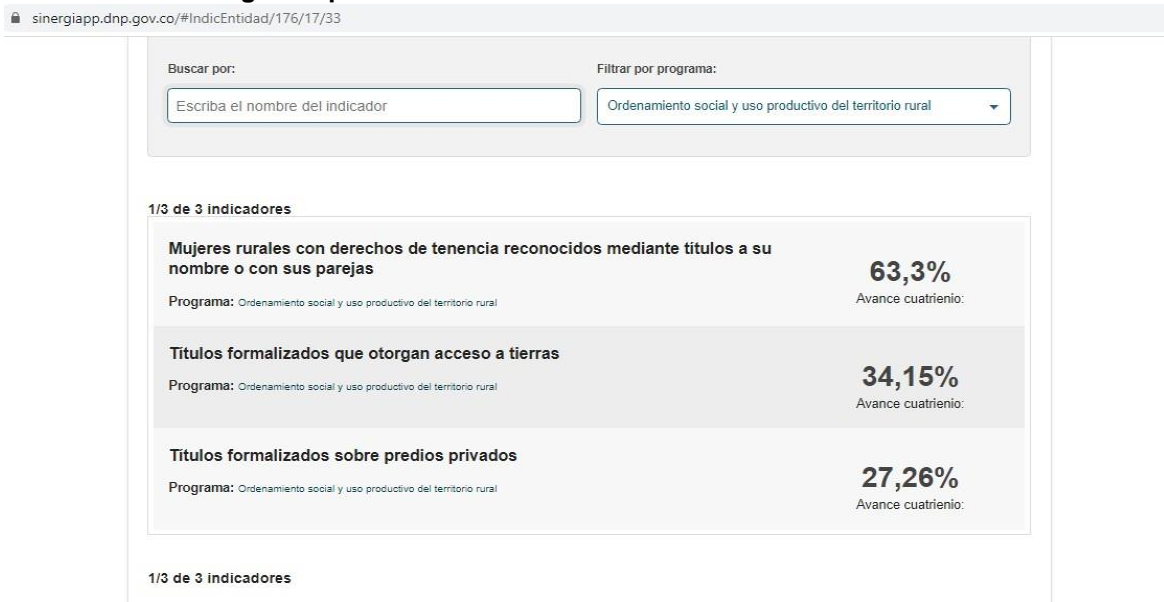 sinergiapp.dnp.gov.co/#IndicEntidad/176/17/33
Buscar por:
Filtrar por programa:
Escriba el nombre del indicador
Ordenamiento social y uso productivo del territorio rural
1/3 de 3 indicadores
Mujeres rurales con derechos de tenencia reconocidos mediante títulos a su
nombre o con sus parejas
63,3%
Programa: Ordenamiento social y uso productivo del territorio rural
Avance cuatrienio:
Títulos formalizados que otorgan acceso a tierras
34,15%
Programa: Ordenamiento social y uso productivo del territorio rural
Avance cuatrienio:
Títulos formalizados sobre predios privados
27,26%
Programa: Ordenamiento social y uso productivo del territorio rural
Avance cuatrienio:
1/3 de 3 indicadores